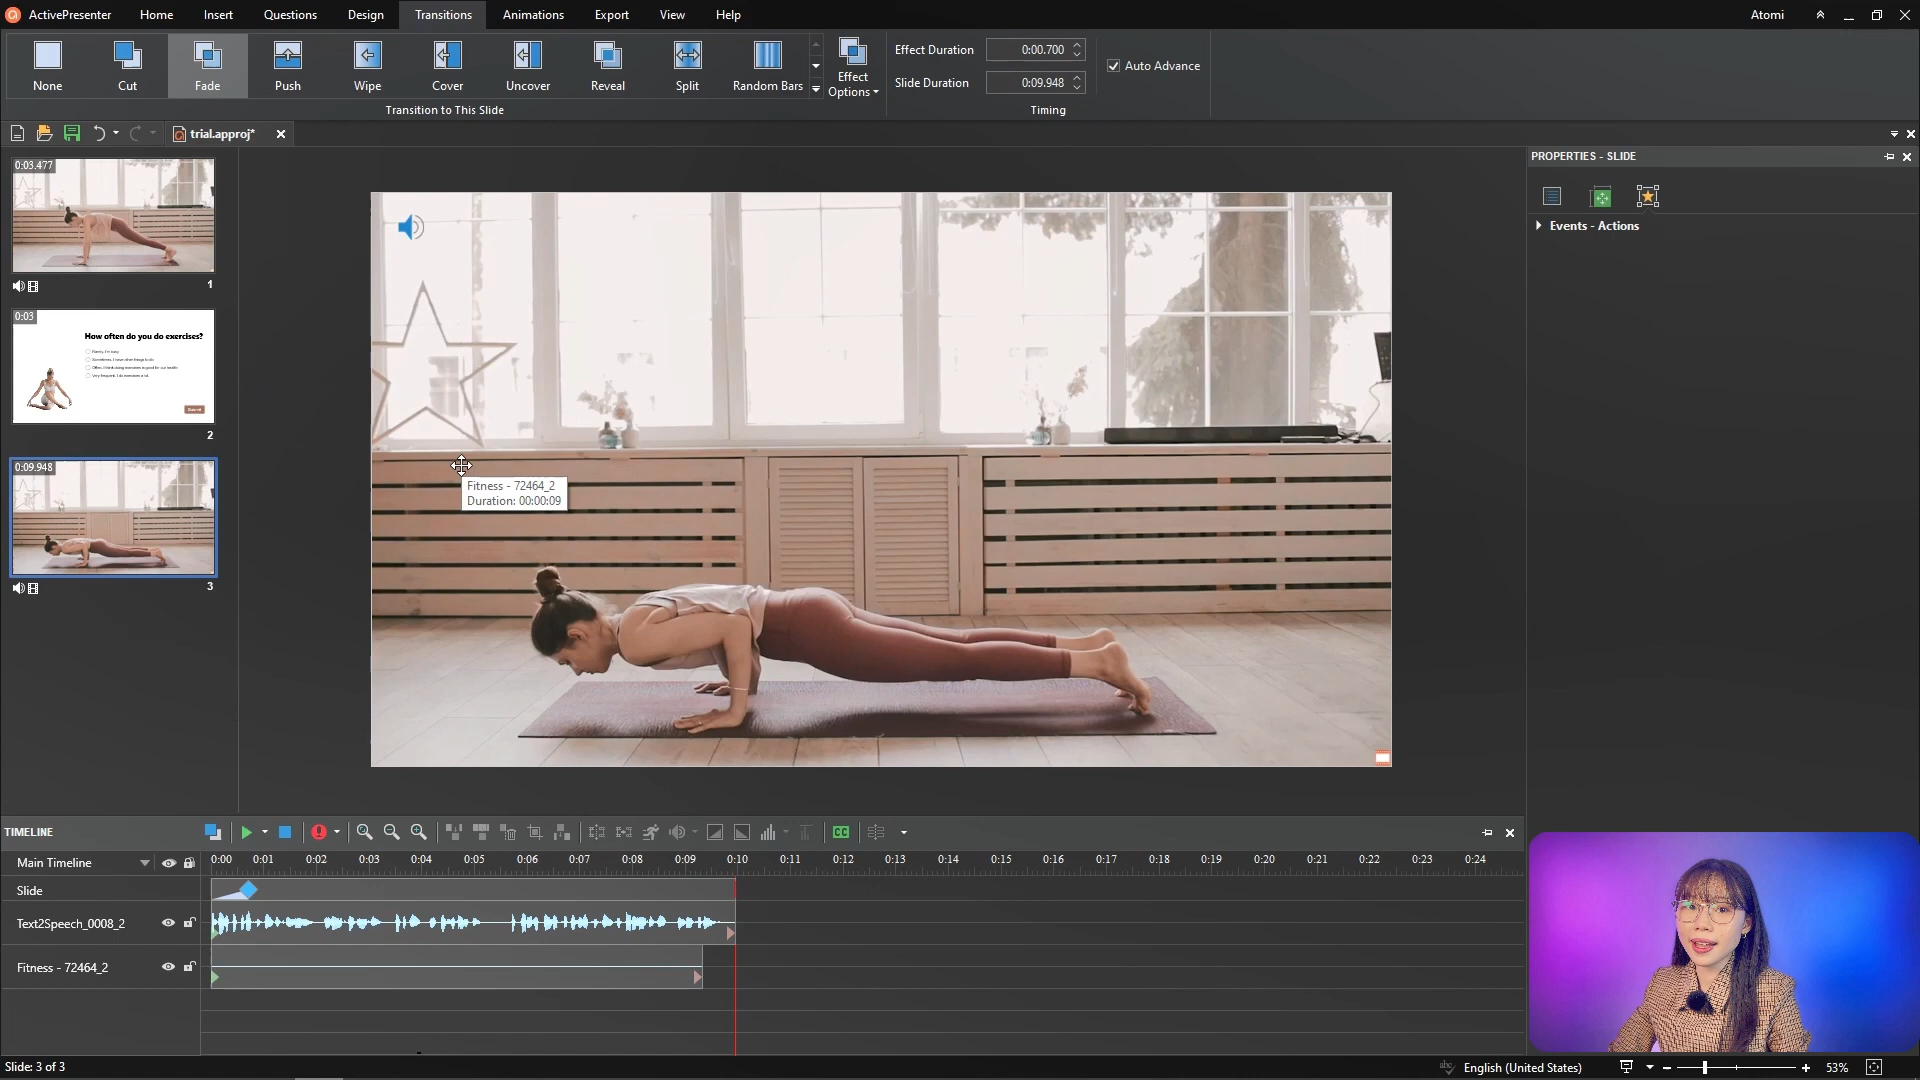 ActivePresenter
Home
Insert
Questions
Design
Transitions
Animations
Export
View
Help
Atomi
None
Cut
Fade
Push
Wipe
Cover
Uncover
Reveal
Split
Random Bars
Effect
Options
Transition to This Slide
Effect Duration
0:00.700
Slide Duration
0:09.948
Auto Advance
Timing
trial.approj*
PROPERTIES - SLIDE
Events - Actions
0:03.477
1
0:03
How often do you do exercises?
2
0:09.948
3
Fitness - 72464_2
Duration: 00:00:09
TIMELINE
CC
Main Timeline
0:00 0:01 0:02 0:03 0:04 0:05 0:06 0:07 0:08 0:09 0:10 0:11 0:12 0:13 0:14 0:15 0:16 0:17 0:18 0:19 0:20 0:21 0:22 0:23 0:24
Slide
Text2Speech_0008_2
Fitness - 72464_2
Slide: 3 of 3
abc
English (United States)
53%